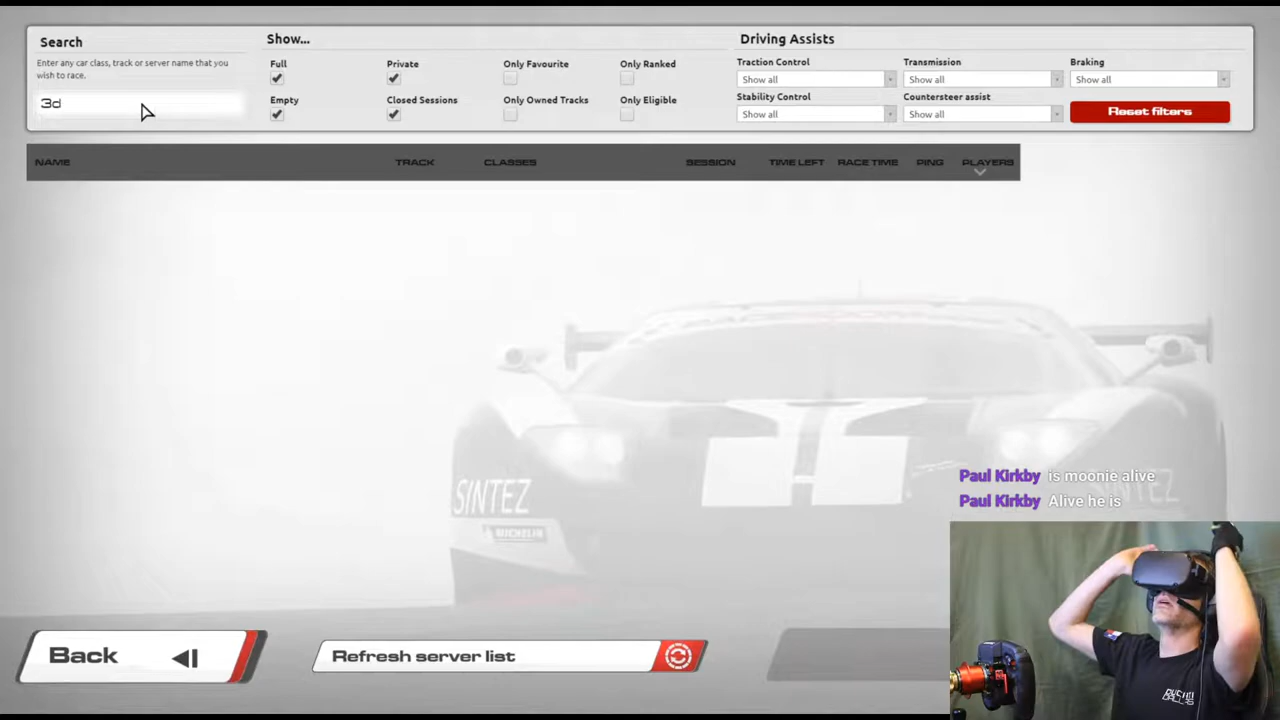 Search
Enter any car class, track or server name that you
wish to race.
3d
Show...
Full
Private
Only Favourite
Only Ranked
Empty
Closed Sessions
Only Owned Tracks
Only Eligible
Driving Assists
Traction Control
Transmission
Braking
Show all
Show all
Show all
Stability Control
Countersteer assist
Show all
Show all
Reset filters
NAME TRACK CLASSES SESSION TIME LEFT RACE TIME PING PLAYERS
SINTEZ
MICHELIN
Paul Kirkby is moonie alive
Paul Kirkby Alive he is
Back
Refresh server list